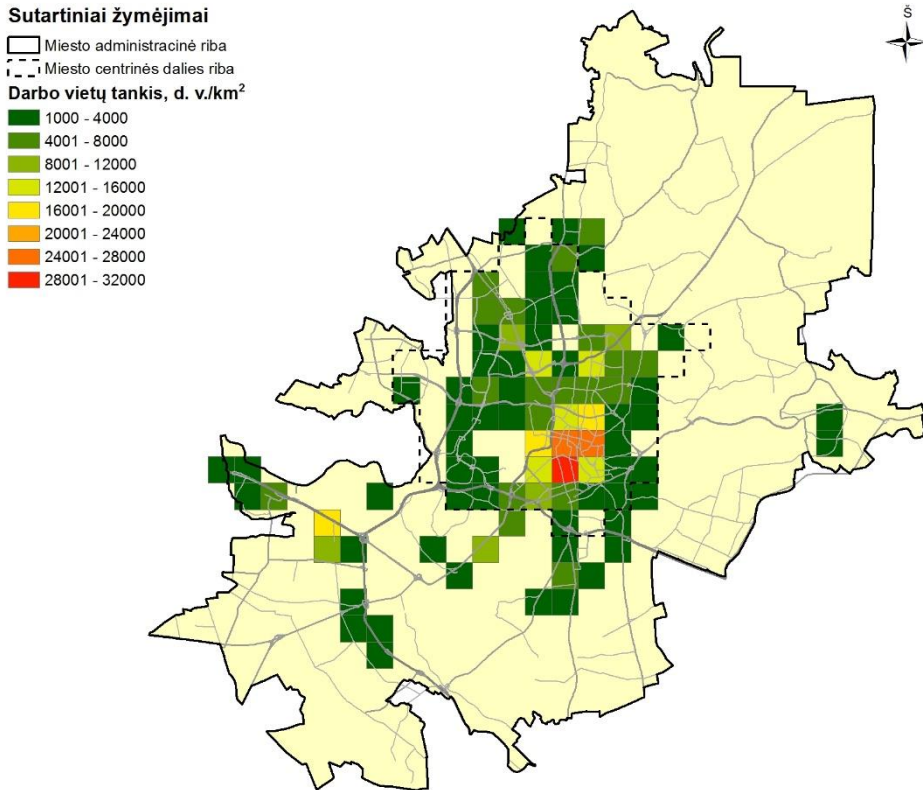 Sutartiniai žymėjimai
Miesto administracinė riba
Miesto centrinės dalies riba
Darbo vietų tankis, d. v./km²
1000 - 4000
4001 - 8000
8001 - 12000
12001 - 16000
16001 - 20000
20001 - 24000
24001 - 28000
28001 - 32000
Š